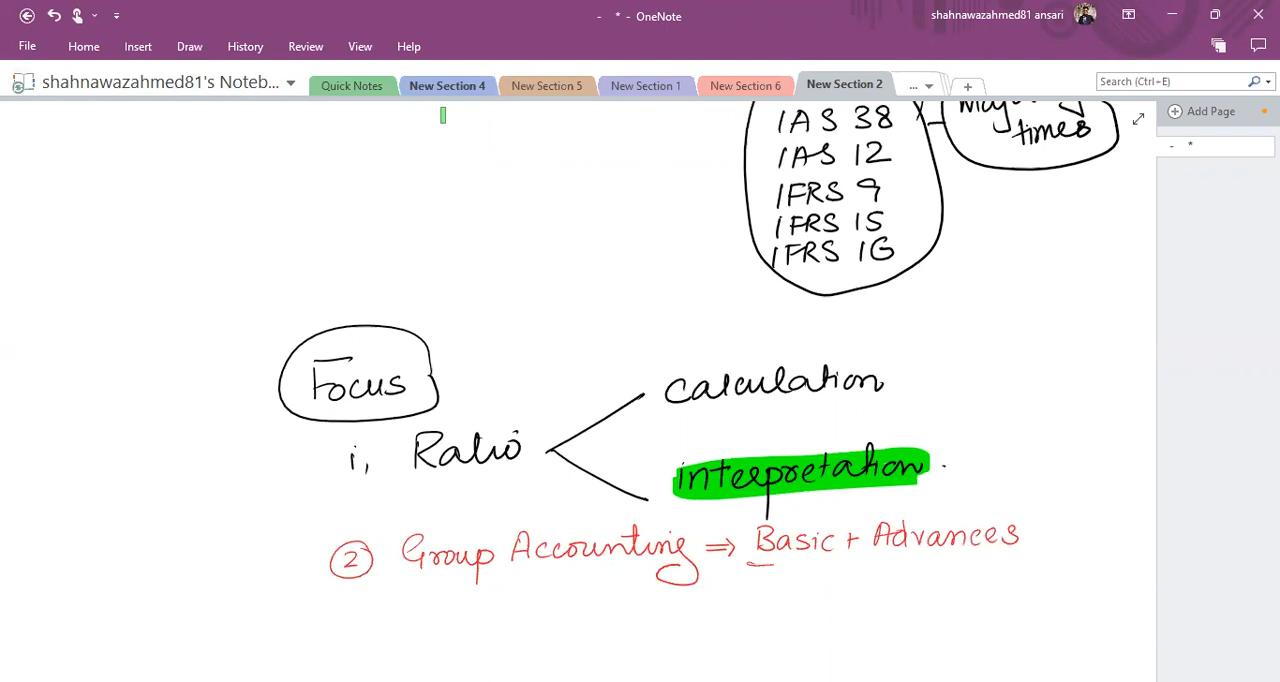 - * - OneNote
shahnawazahmed81 ansari
File Home Insert Draw History Review View Help
shahnawazahmed81's Noteb... Quick Notes New Section 4 New Section 5 New Section 1 New Section 6 New Section 2 ... Search (Ctrl+E)
Add Page
- *
times
IAS 38
IAS 12
IFRS 9
IFRS 15
IFRS 16
Focus
i, Ratio
calculation
interpretation.
2 Group Accounting ⇒ Basic + Advances